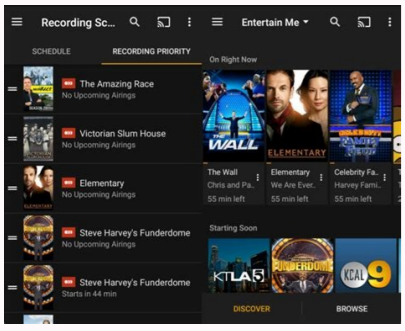 Recording Sc...
SCHEDULE
RECORDING PRIORITY
The Amazing Race
No Upcoming Airings
Victorian Slum House
No Upcoming Airings
Elementary
No Upcoming Airings
Steve Harvey's Funderdome
No Upcoming Airings
Steve Harvey's Funderdome
Starts in 44 min
Entertain Me
On Right Now
THE WALL
ELEMENTARY
CELEBRITY FAMILY FEUD
The Wall
Chris and Pa..
55 min left
Elementary
We Are Ever..
55 min left
Celebrity Fa..
Harvey Fami..
55 min left
Starting Soon
KTLA 5
FUNDERDOME
KCAL 9
DISCOVER
BROWSE